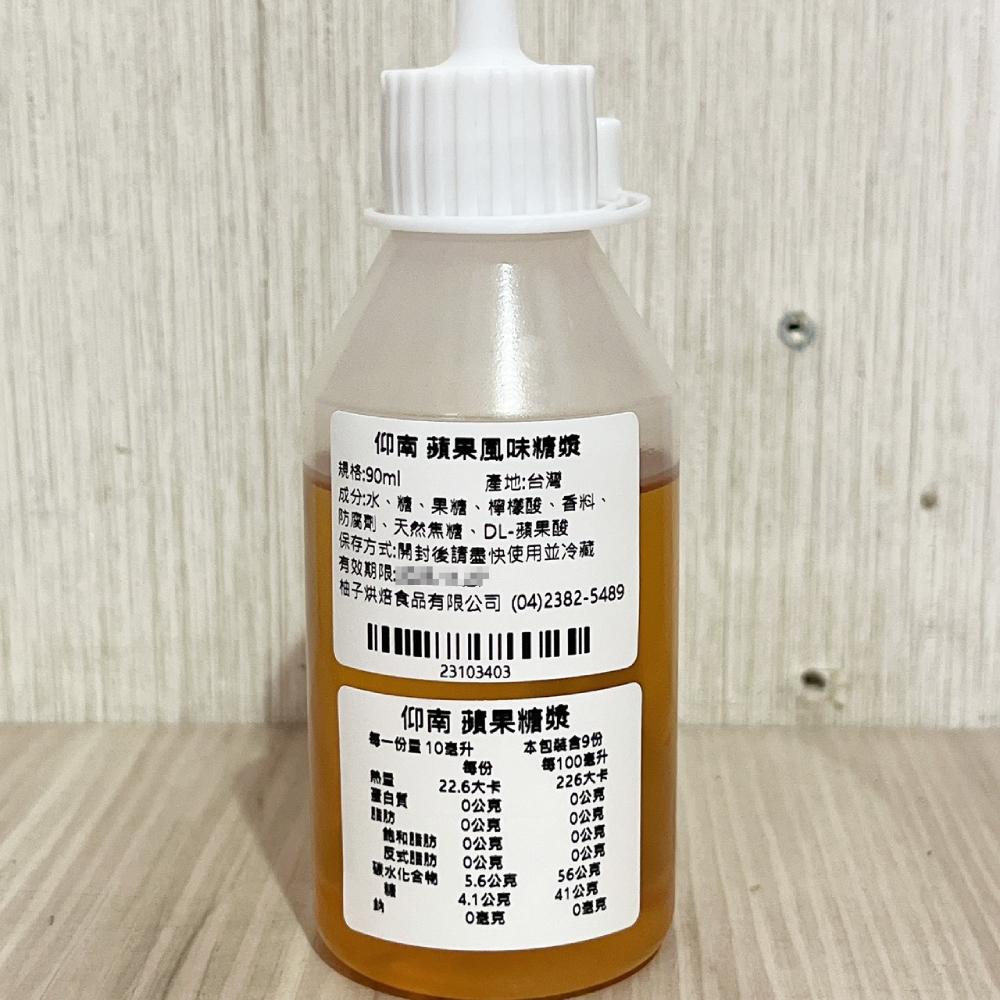 仰南 蘋果風味糖漿
規格:90ml 產地:台灣
成分:水、糖、果糖、檸檬酸、香料、
防腐劑、天然焦糖、DL-蘋果酸
保存方式:開封後請盡快使用並冷藏
有效期限:
柚子烘焙食品有限公司 (04)2382-5489
23103403
仰南 蘋果糖漿
每一份量 10毫升 本包裝含9份
每份 每100毫升
熱量 22.6大卡 226大卡
蛋白質 0公克 0公克
脂肪 0公克 0公克
飽和脂肪 0公克 0公克
反式脂肪 0公克 0公克
碳水化合物 5.6公克 56公克
糖 4.1公克 41公克
鈉 0毫克 0毫克